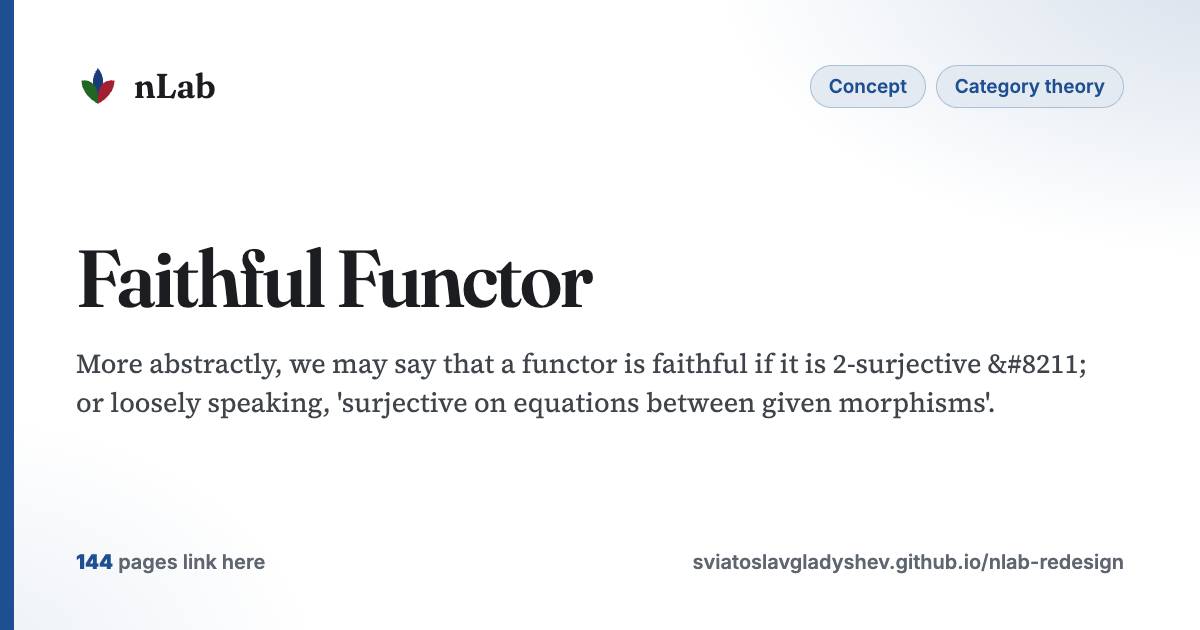 nLab
Concept
Category theory
Faithful Functor
More abstractly, we may say that a functor is faithful if it is 2-surjective &#8211;
or loosely speaking, 'surjective on equations between given morphisms'.
144 pages link here
sviatoslavgladyshev.github.io/nlab-redesign